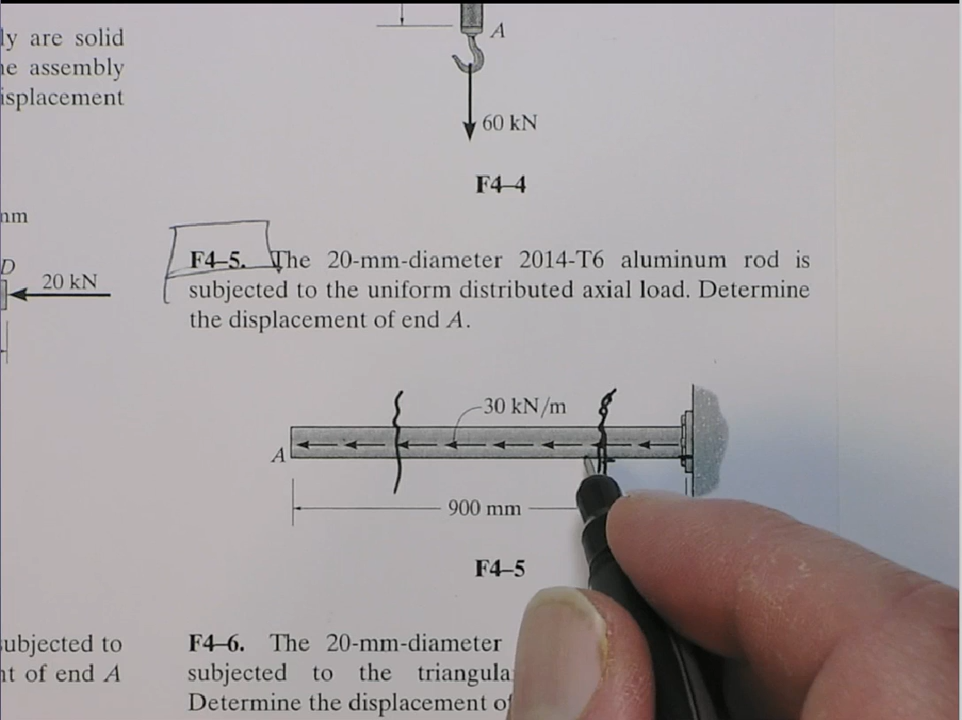 ly are solid
ne assembly
isplacement
A
60 kN
F4–4
mm
D
20 kN
F4–5. The 20-mm-diameter 2014-T6 aluminum rod is
subjected to the uniform distributed axial load. Determine
the displacement of end A.
30 kN/m
A
900 mm
F4–5
subjected to
nt of end A
F4–6. The 20-mm-diameter
subjected to the triangula
Determine the displacement of